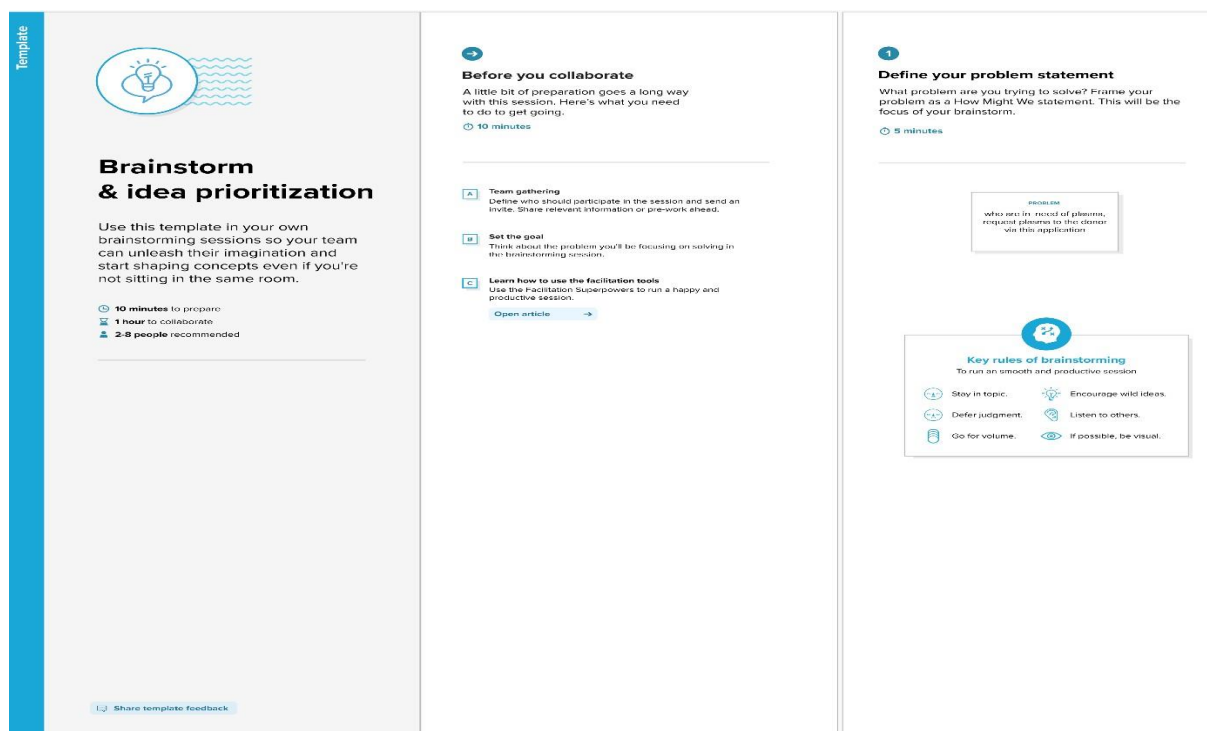 Template
Brainstorm
& idea prioritization
Use this template in your own
brainstorming sessions so your team
can unleash their imagination and
start shaping concepts even if you're
not sitting in the same room.
10 minutes to prepare
1 hour to collaborate
2-8 people recommended
Share template feedback
Before you collaborate
A little bit of preparation goes a long way
with this session. Here's what you need
to do to get going.
10 minutes
A
Team gathering
Define who should participate in the session and send an
invite. Share relevant information or pre-work ahead.
B
Set the goal
Think about the problem you'll be focusing on solving in
the brainstorming session.
C
Learn how to use the facilitation tools
Use the Facilitation Superpowers to run a happy and
productive session.
Open article
1
Define your problem statement
What problem are you trying to solve? Frame your
problem as a How Might We statement. This will be the
focus of your brainstorm.
5 minutes
PROBLEM
who are in need of plasma,
request plasma to the donor
via this application
Key rules of brainstorming
To run an smooth and productive session
Stay in topic.
Encourage wild ideas.
Defer judgment.
Listen to others.
Go for volume.
If possible, be visual.